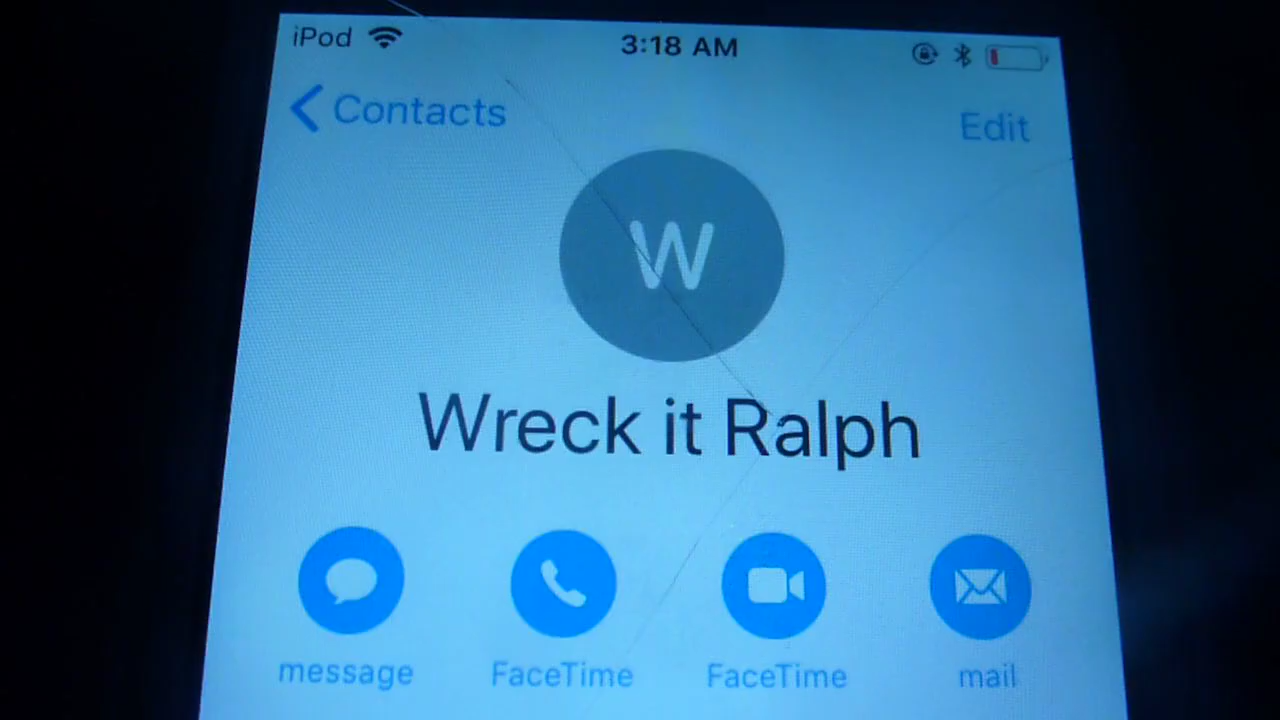 iPod 3:18 AM
Contacts Edit
W
Wreck it Ralph
message FaceTime FaceTime mail